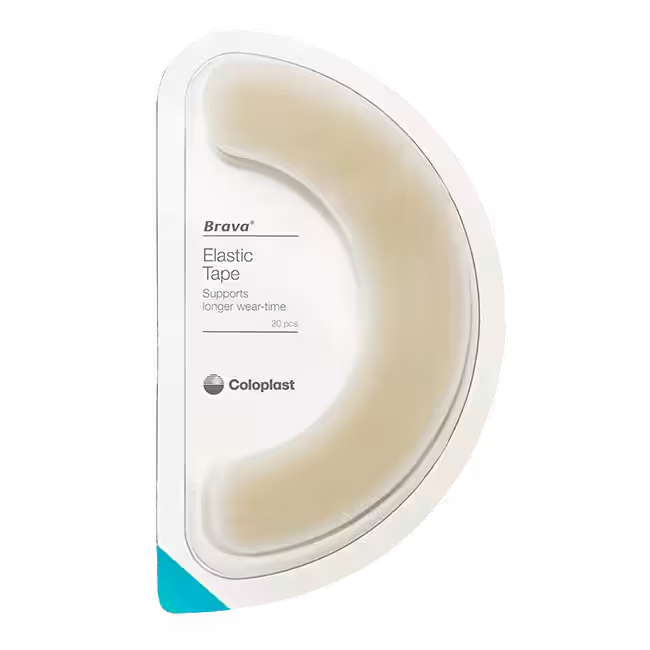 Brava®
Elastic
Tape
Supports
longer wear-time
20 pcs
Coloplast